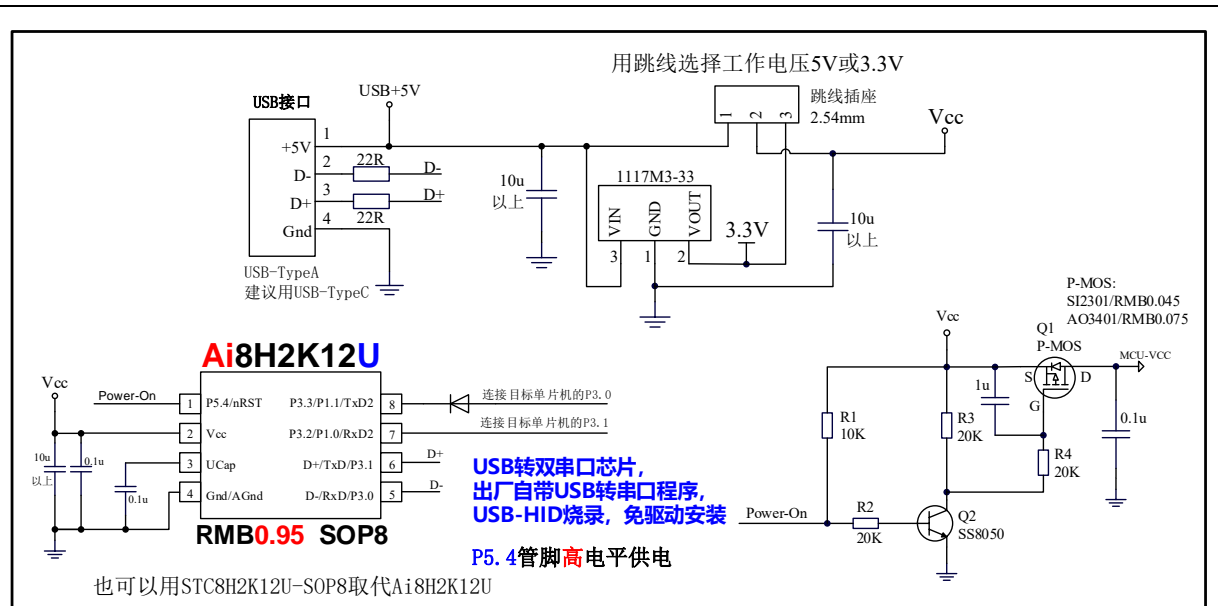 用跳线选择工作电压5V或3.3V
USB接口
USB+5V
跳线插座
2.54mm
1
2
3
Vcc
+5V
1
D-
2
22R
D-
D+
3
22R
D+
Gnd
4
10u
以上
1117M3-33
VIN
GND
VOUT
3
1
2
3.3V
10u
以上
USB-TypeA
建议用USB-TypeC
P-MOS:
SI2301/RMB0.045
AO3401/RMB0.075
Ai8H2K12U
Vcc
10u
以上
0.1u
0.1u
Power-On
1
P5.4/nRST
2
Vcc
3
UCap
4
Gnd/AGnd
P3.3/P1.1/TxD2
8
连接目标单片机的P3.0
P3.2/P1.0/RxD2
7
连接目标单片机的P3.1
D+/TxD/P3.1
6
D+
D-/RxD/P3.0
5
D-
RMB0.95 SOP8
USB转双串口芯片,
出厂自带USB转串口程序,
USB-HID烧录，免驱动安装
P5.4管脚高电平供电
Vcc
Q1
P-MOS
S
D
G
MCU-VCC
1u
0.1u
R1
10K
R3
20K
R4
20K
Power-On
R2
20K
Q2
SS8050
也可以用STC8H2K12U-SOP8取代Ai8H2K12U